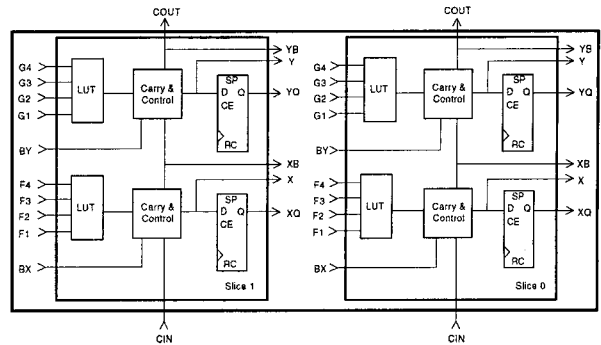 COUT
YB
Y
G4
G3
G2
G1
LUT
Carry &
Control
SP
D Q
CE
RC
YQ
BY
XB
X
F4
F3
F2
F1
LUT
Carry &
Control
SP
D Q
CE
RC
XQ
BX
Slice 1
CIN
COUT
YB
Y
G4
G3
G2
G1
LUT
Carry &
Control
SP
D Q
CE
RC
YQ
BY
XB
X
F4
F3
F2
F1
LUT
Carry &
Control
SP
D Q
CE
RC
XQ
BX
Slice 0
CIN